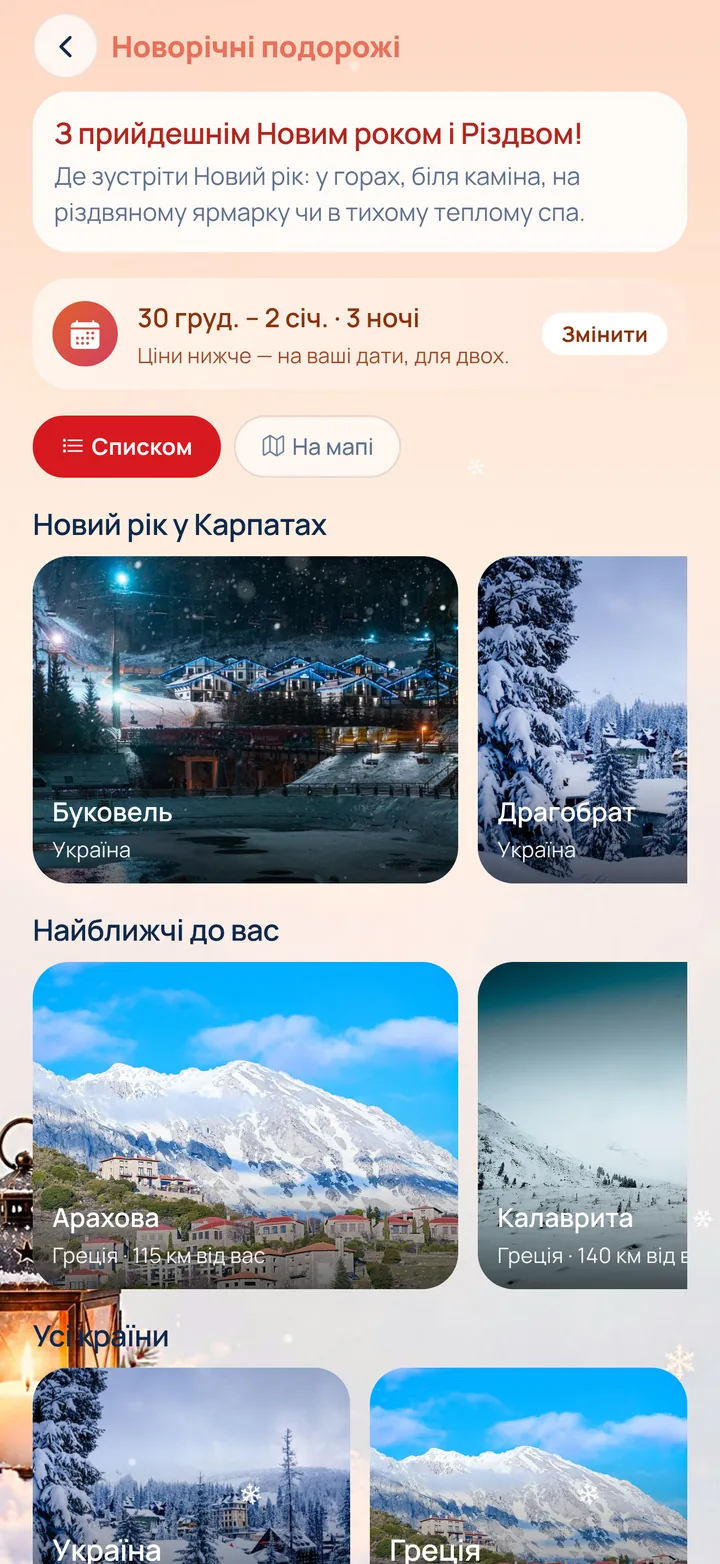 Новорічні подорожі
З прийдешнім Новим роком і Різдвом!
Де зустріти Новий рік: у горах, біля каміна, на
різдвяному ярмарку чи в тихому теплому спа.
30 груд. – 2 січ. · 3 ночі
Ціни нижче — на ваші дати, для двох.
Змінити
Списком
На мапі
Новий рік у Карпатах
Буковель
Україна
Драгобрат
Україна
Найближчі до вас
Арахова
Греція · 115 км від вас
Калаврита
Греція · 140 км від в
Усі країни
Україна
Греція